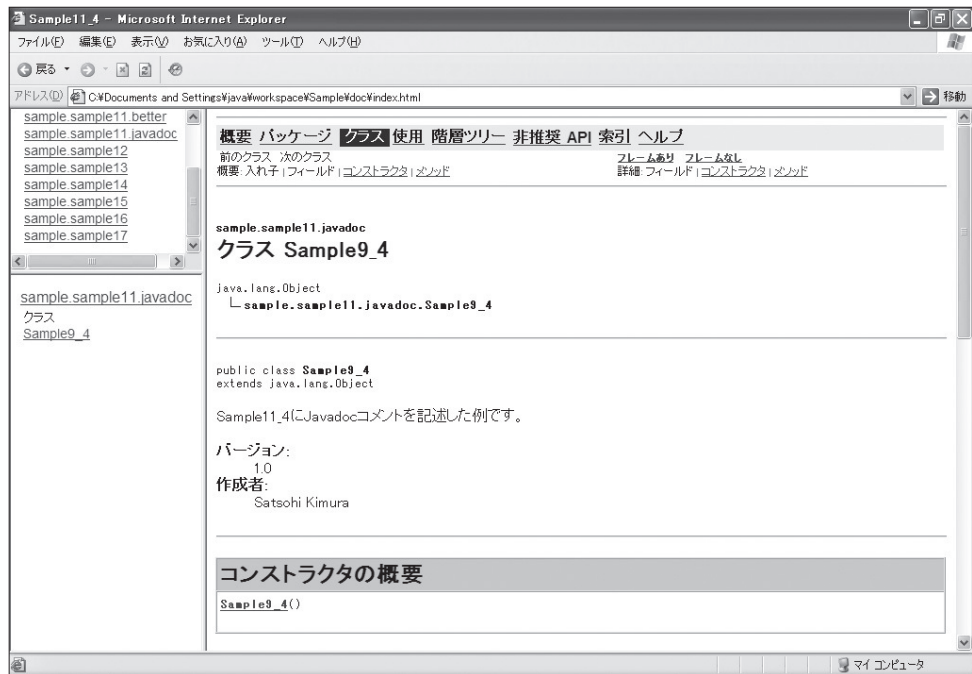 Sample11_4 - Microsoft Internet Explorer
ファイル(F) 編集(E) 表示(V) お気に入り(A) ツール(T) ヘルプ(H)
戻る
アドレス(D) C:¥Documents and Settings¥java¥workspace¥Sample¥doc¥index.html 移動
sample.sample11.better
sample.sample11.javadoc
sample.sample12
sample.sample13
sample.sample14
sample.sample15
sample.sample16
sample.sample17
sample.sample11.javadoc
クラス
Sample9_4
概要 パッケージ クラス 使用 階層ツリー 非推奨 API 索引 ヘルプ
前のクラス 次のクラス フレームあり フレームなし
概要: 入れ子 | フィールド | コンストラクタ | メソッド 詳細: フィールド | コンストラクタ | メソッド
sample.sample11.javadoc
クラス Sample9_4
java.lang.Object
sample.sample11.javadoc.Sample9_4
public class Sample9_4
extends java.lang.Object
Sample11_4にJavadocコメントを記述した例です。
バージョン:
1.0
作成者:
Satsohi Kimura
コンストラクタの概要
Sample9_4()
マイ コンピュータ